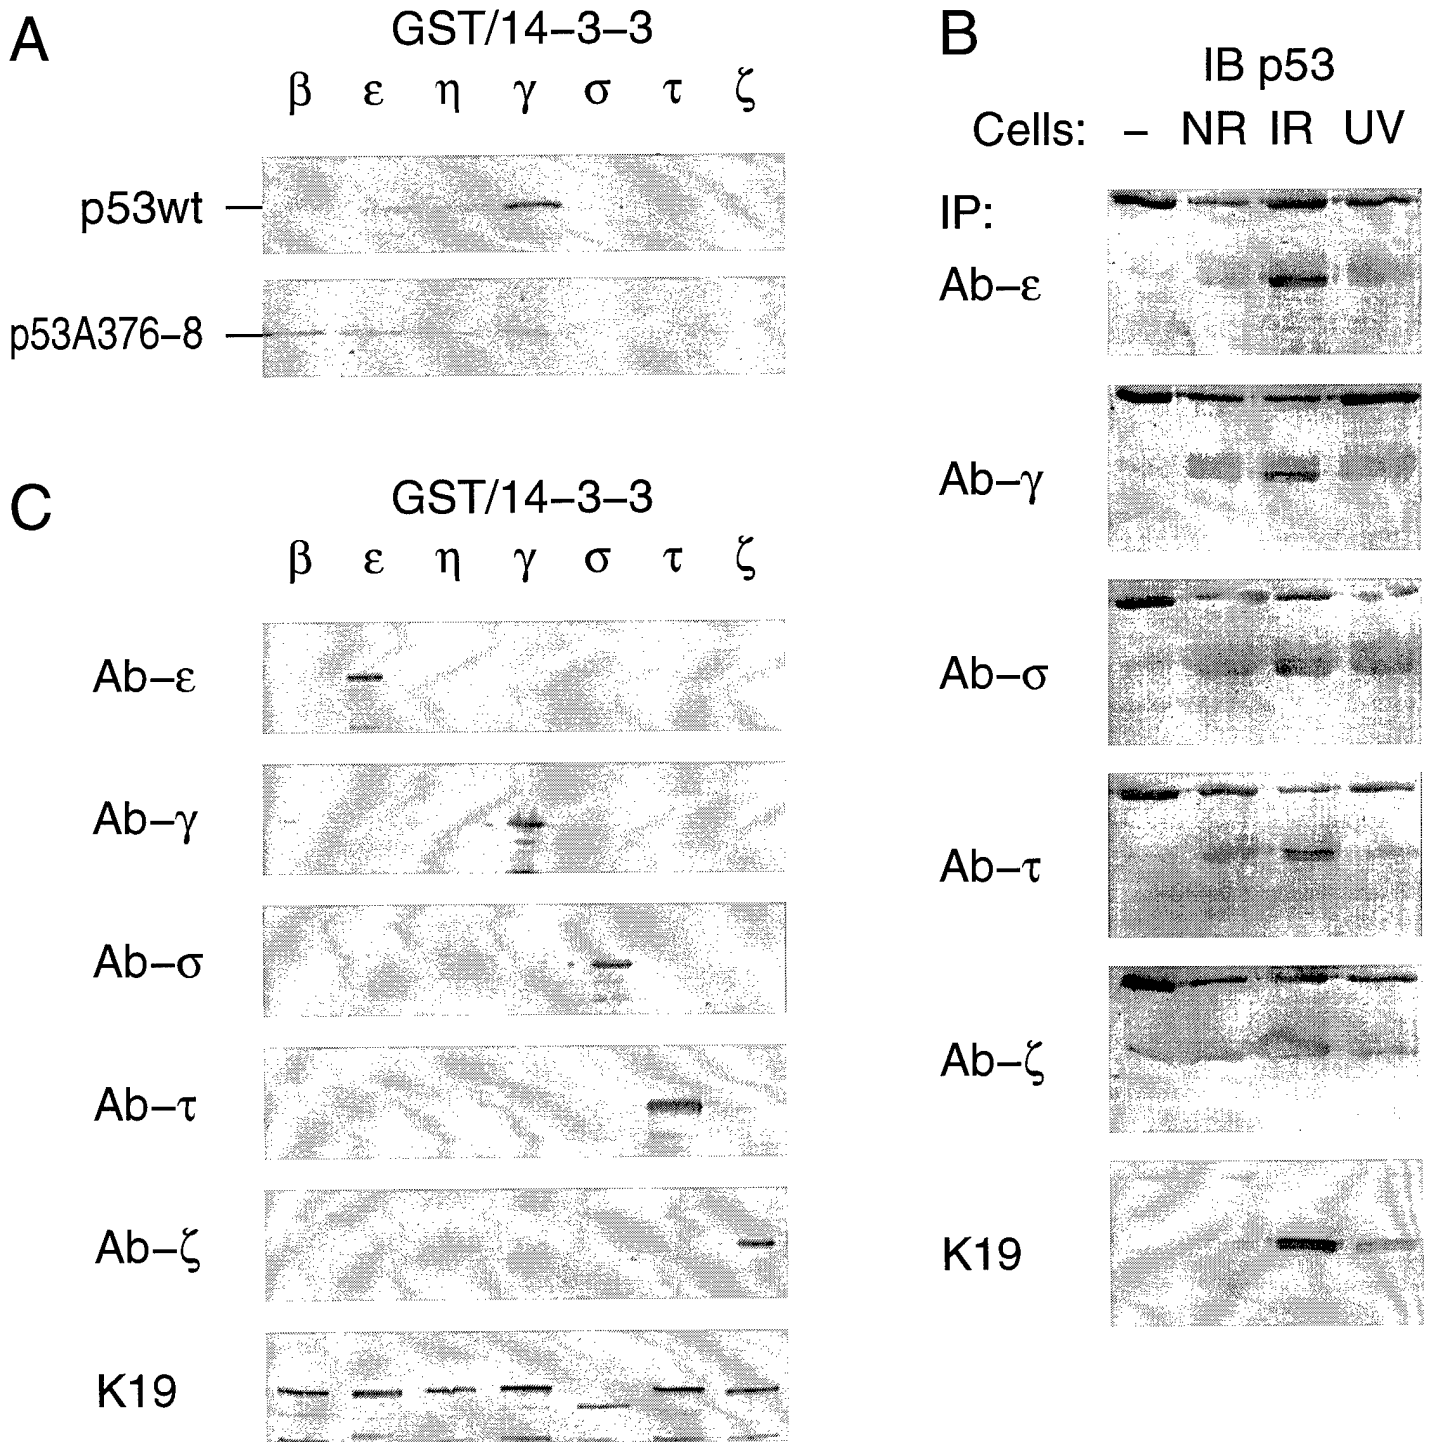 A
GST/14–3–3
β ε η γ σ τ ζ
p53wt
p53A376–8
B
IB p53
Cells: – NR IR UV
IP:
Ab–ε
Ab–γ
Ab–σ
Ab–τ
Ab–ζ
K19
C
GST/14–3–3
β ε η γ σ τ ζ
Ab–ε
Ab–γ
Ab–σ
Ab–τ
Ab–ζ
K19